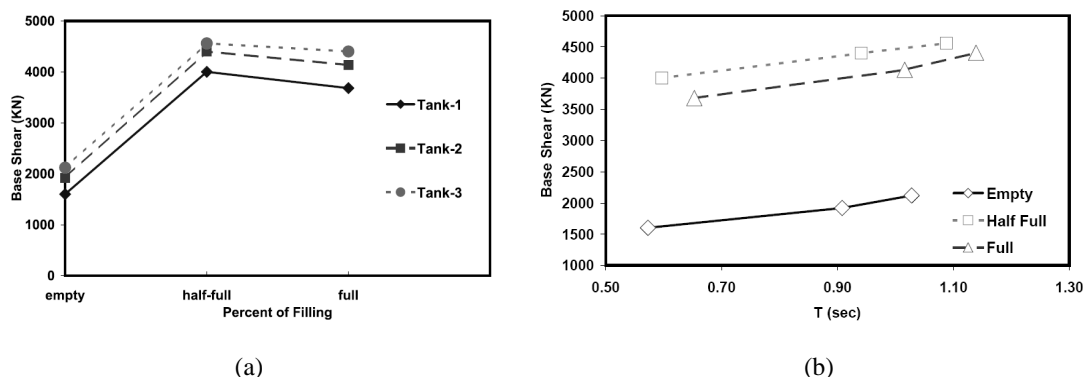 5000
4000
3000
2000
1000
0
Base Shear (KN)
empty
half-full
full
Percent of Filling
Tank-1
Tank-2
Tank-3
(a)
5000
4500
4000
3500
3000
2500
2000
1500
1000
Base Shear (KN)
0.50
0.70
0.90
1.10
1.30
T (sec)
Empty
Half Full
Full
(b)